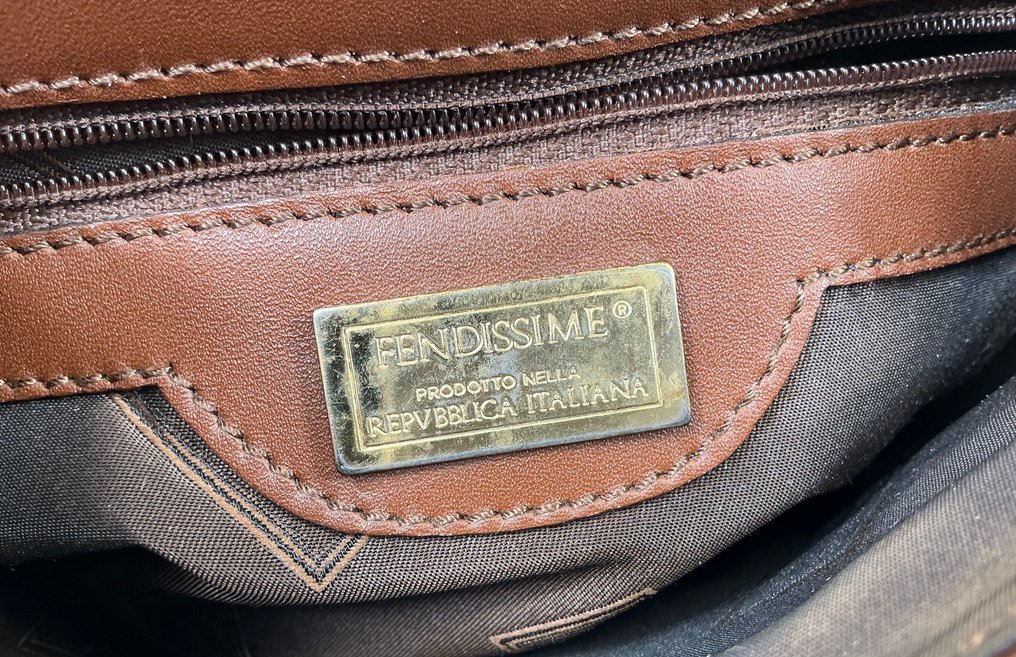 FENDISSIME®
PRODOTTO NELLA
REPVBBLICA ITALIANA